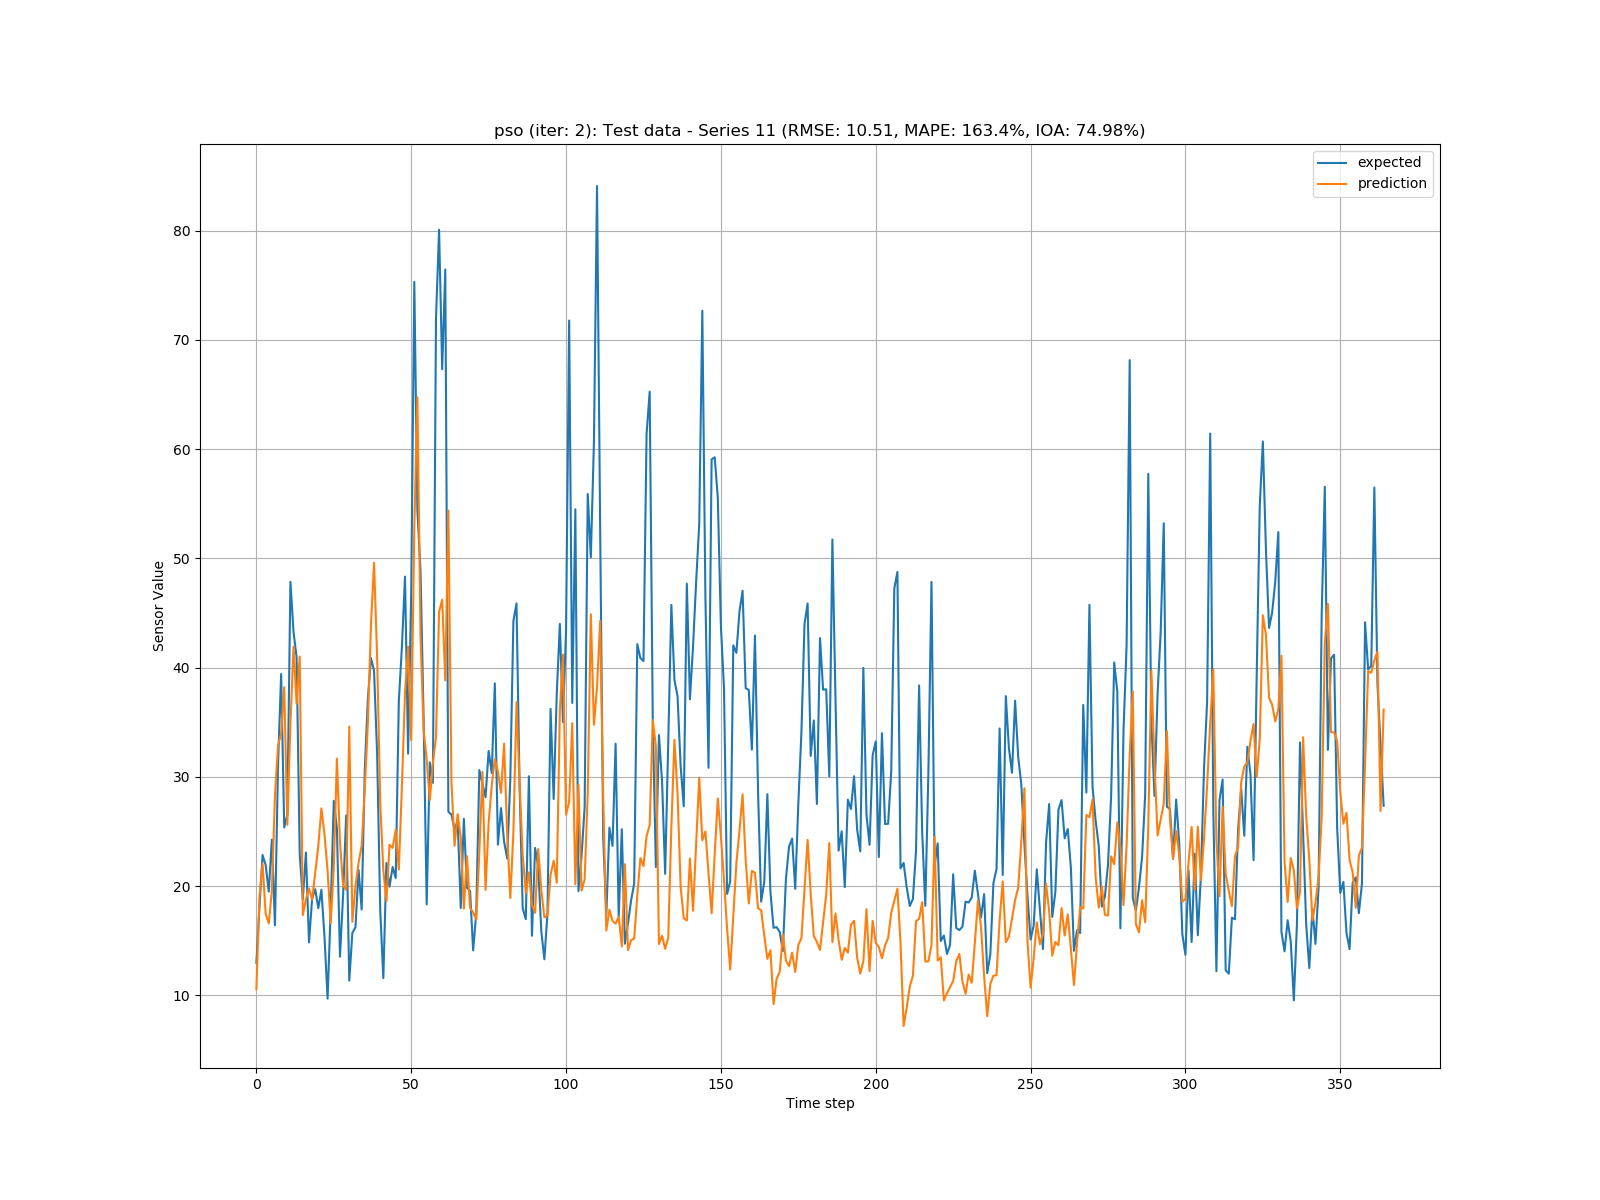 pso (iter: 2): Test data - Series 11 (RMSE: 10.51, MAPE: 163.4%, IOA: 74.98%)
expected
prediction
80
70
60
50
40
30
20
10
Sensor Value
0 50 100 150 200 250 300 350
Time step